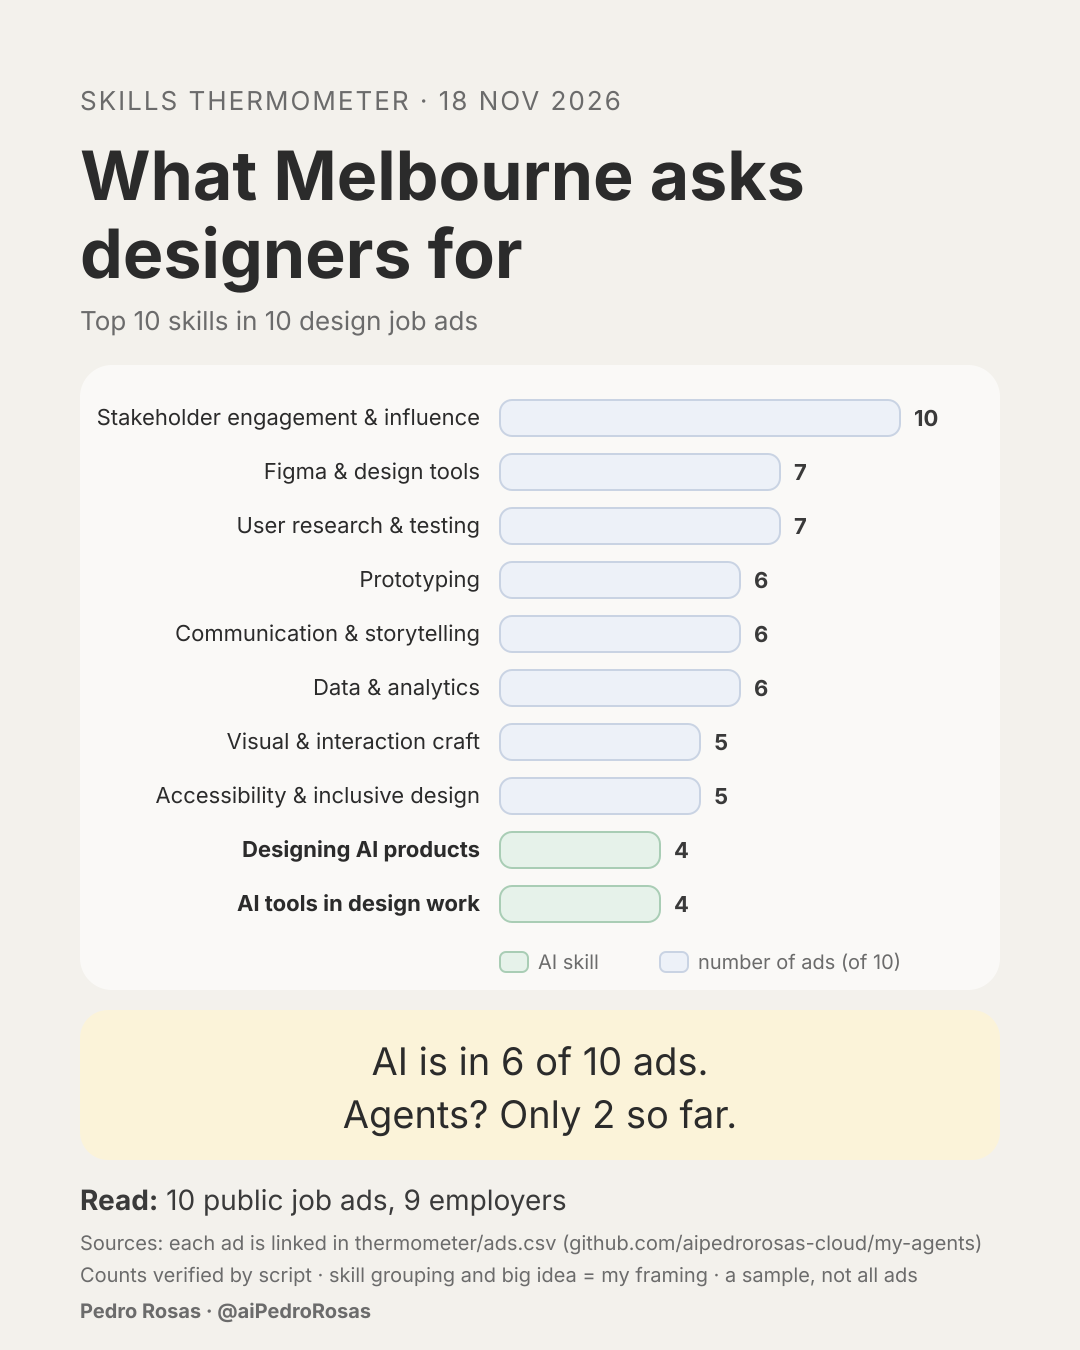 SKILLS THERMOMETER · 18 NOV 2026
What Melbourne asks
designers for
Top 10 skills in 10 design job ads
Stakeholder engagement & influence 10
Figma & design tools 7
User research & testing 7
Prototyping 6
Communication & storytelling 6
Data & analytics 6
Visual & interaction craft 5
Accessibility & inclusive design 5
Designing AI products 4
AI tools in design work 4
AI skill number of ads (of 10)
AI is in 6 of 10 ads.
Agents? Only 2 so far.
Read: 10 public job ads, 9 employers
Sources: each ad is linked in thermometer/ads.csv (github.com/aipedrorosas-cloud/my-agents)
Counts verified by script · skill grouping and big idea = my framing · a sample, not all ads
Pedro Rosas · @aiPedroRosas